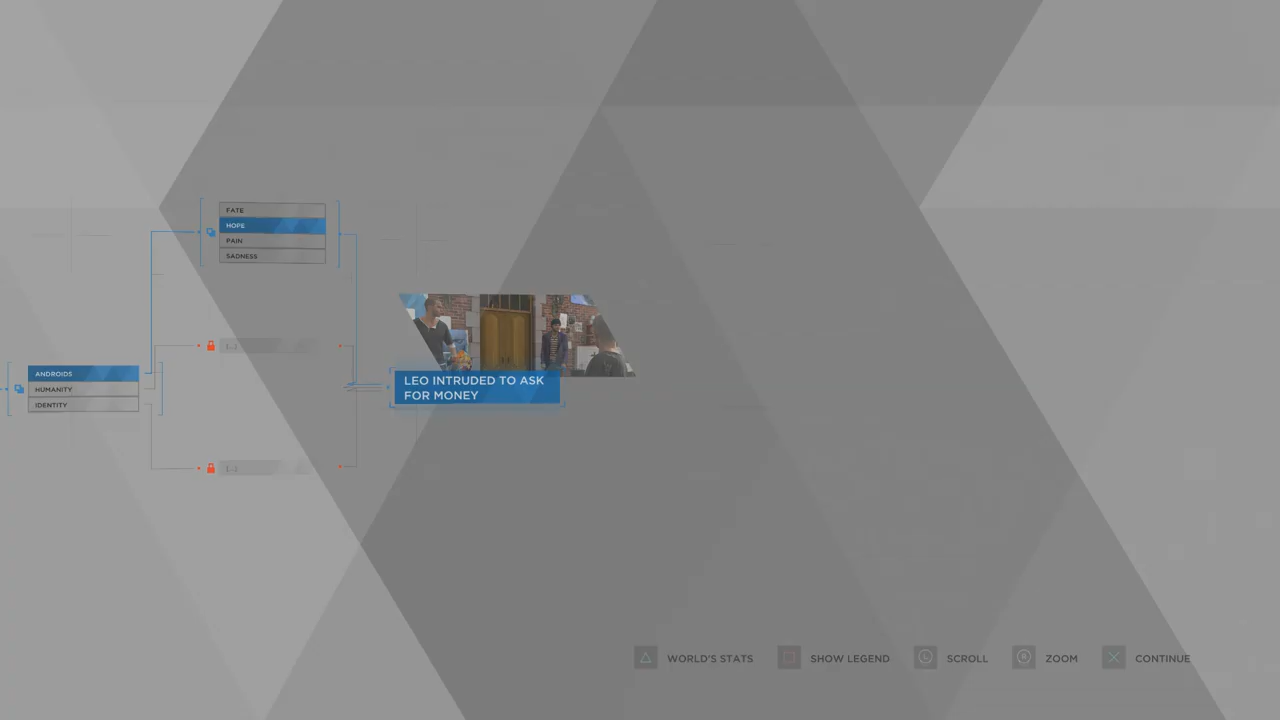 FATE
HOPE
PAIN
SADNESS
[...]
ANDROIDS
HUMANITY
IDENTITY
LEO INTRUDED TO ASK
FOR MONEY
[...]
WORLD'S STATS
SHOW LEGEND
L
SCROLL
R
ZOOM
CONTINUE